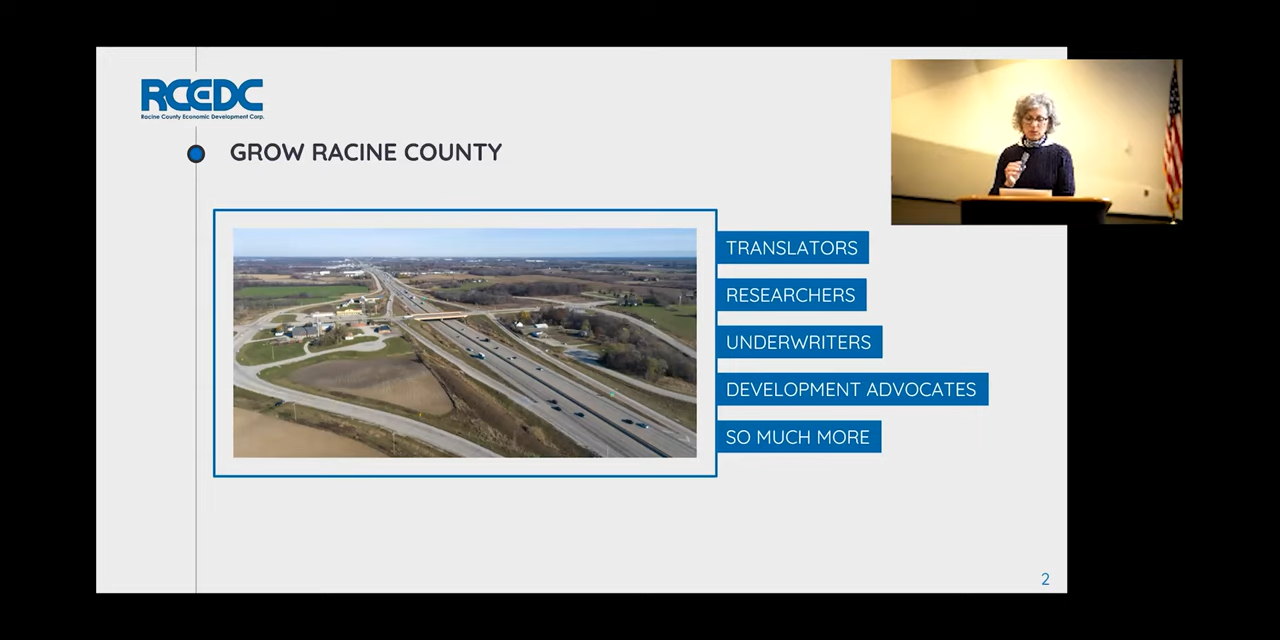 RCEDC
Racine County Economic Development Corp.
GROW RACINE COUNTY
TRANSLATORS
RESEARCHERS
UNDERWRITERS
DEVELOPMENT ADVOCATES
SO MUCH MORE
2